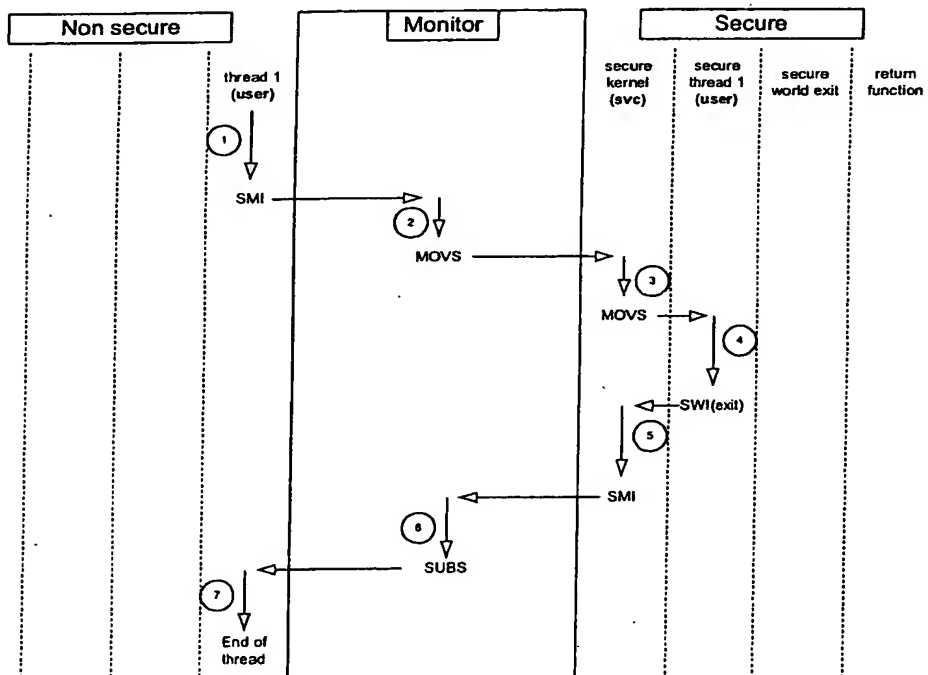 Non secure
Monitor
Secure
thread 1
(user)
secure
kernel
(svc)
secure
thread 1
(user)
secure
world exit
return
function
1
SMI
2
MOVS
3
MOVS
4
SWI(exit)
5
SMI
6
SUBS
7
End of
thread